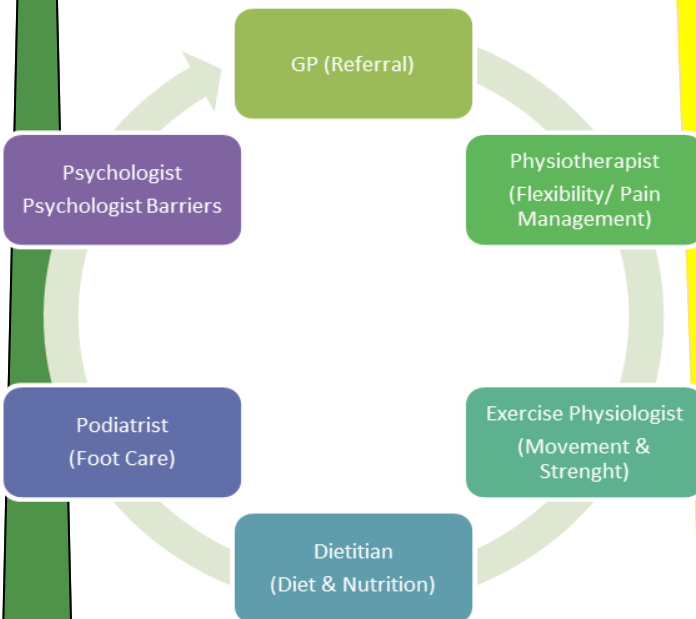 GP (Referral)
Physiotherapist
(Flexibility/ Pain
Management)
Exercise Physiologist
(Movement &
Strenght)
Dietitian
(Diet & Nutrition)
Podiatrist
(Foot Care)
Psychologist
Psychologist Barriers